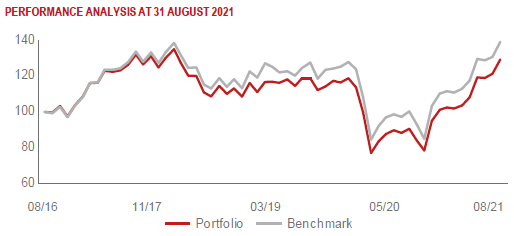 PERFORMANCE ANALYSIS AT 31 AUGUST 2021
140
120
100
80
60
08/16 11/17 03/19 05/20 08/21
Portfolio Benchmark